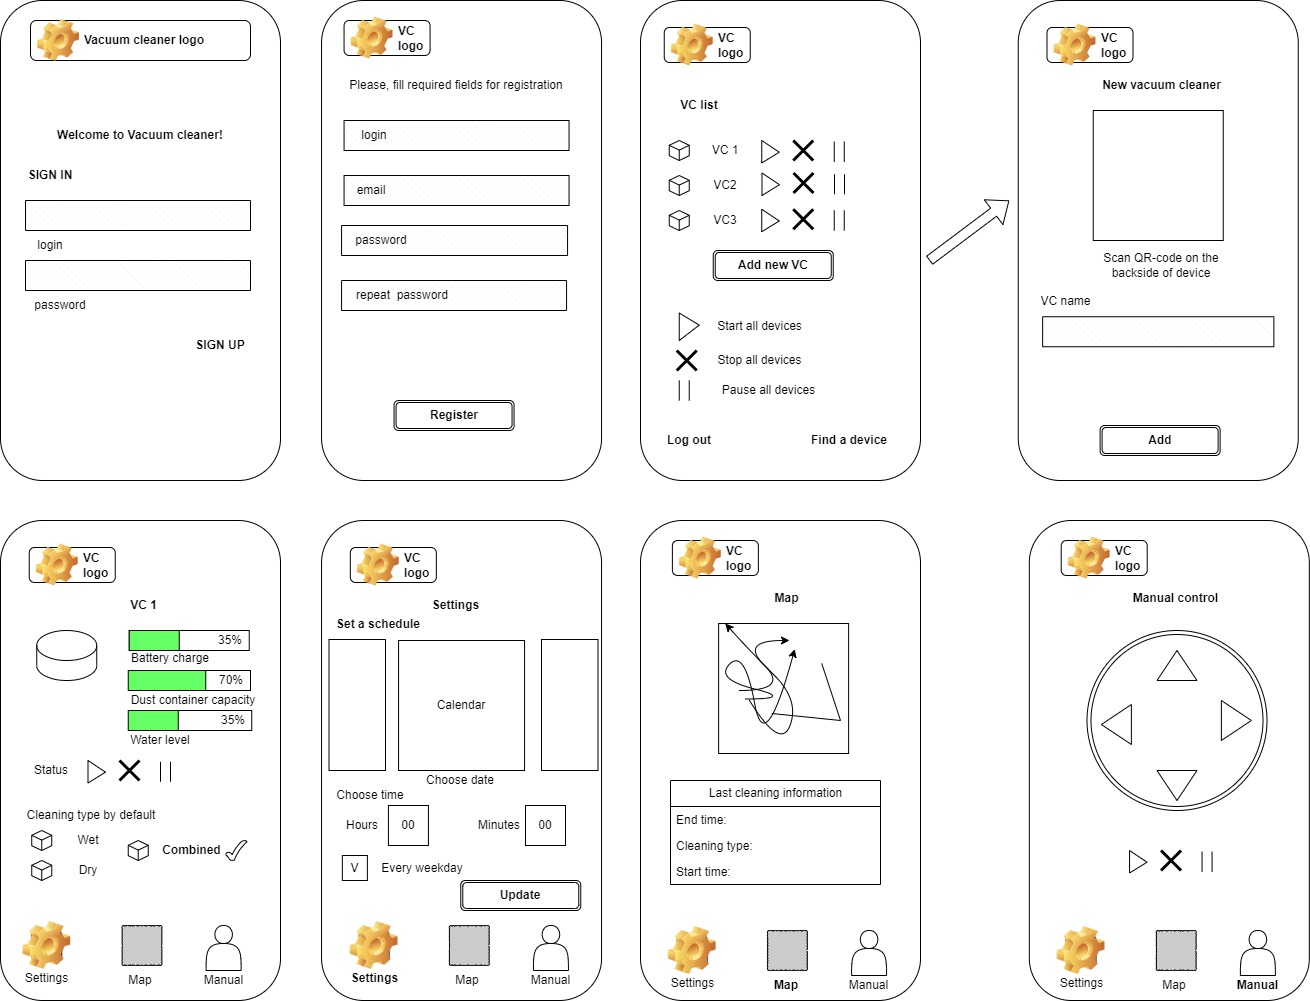 Vacuum cleaner logo
Welcome to Vacuum cleaner!
SIGN IN
login
password
SIGN UP
VC
logo
Please, fill required fields for registration
login
email
password
repeat password
Register
VC
logo
VC list
VC 1
VC2
VC3
Add new VC
Start all devices
Stop all devices
Pause all devices
Log out
Find a device
VC
logo
New vacuum cleaner
Scan QR-code on the
backside of device
VC name
Add
VC
logo
VC 1
35%
Battery charge
70%
Dust container capacity
35%
Water level
Status
Cleaning type by default
Wet
Combined
Dry
Settings
Map
Manual
VC
logo
Settings
Set a schedule
Calendar
Choose date
Choose time
Hours
00
Minutes
00
V
Every weekday
Update
Settings
Map
Manual
VC
logo
Map
Last cleaning information
End time:
Cleaning type:
Start time:
Settings
Map
Manual
VC
logo
Manual control
Settings
Map
Manual